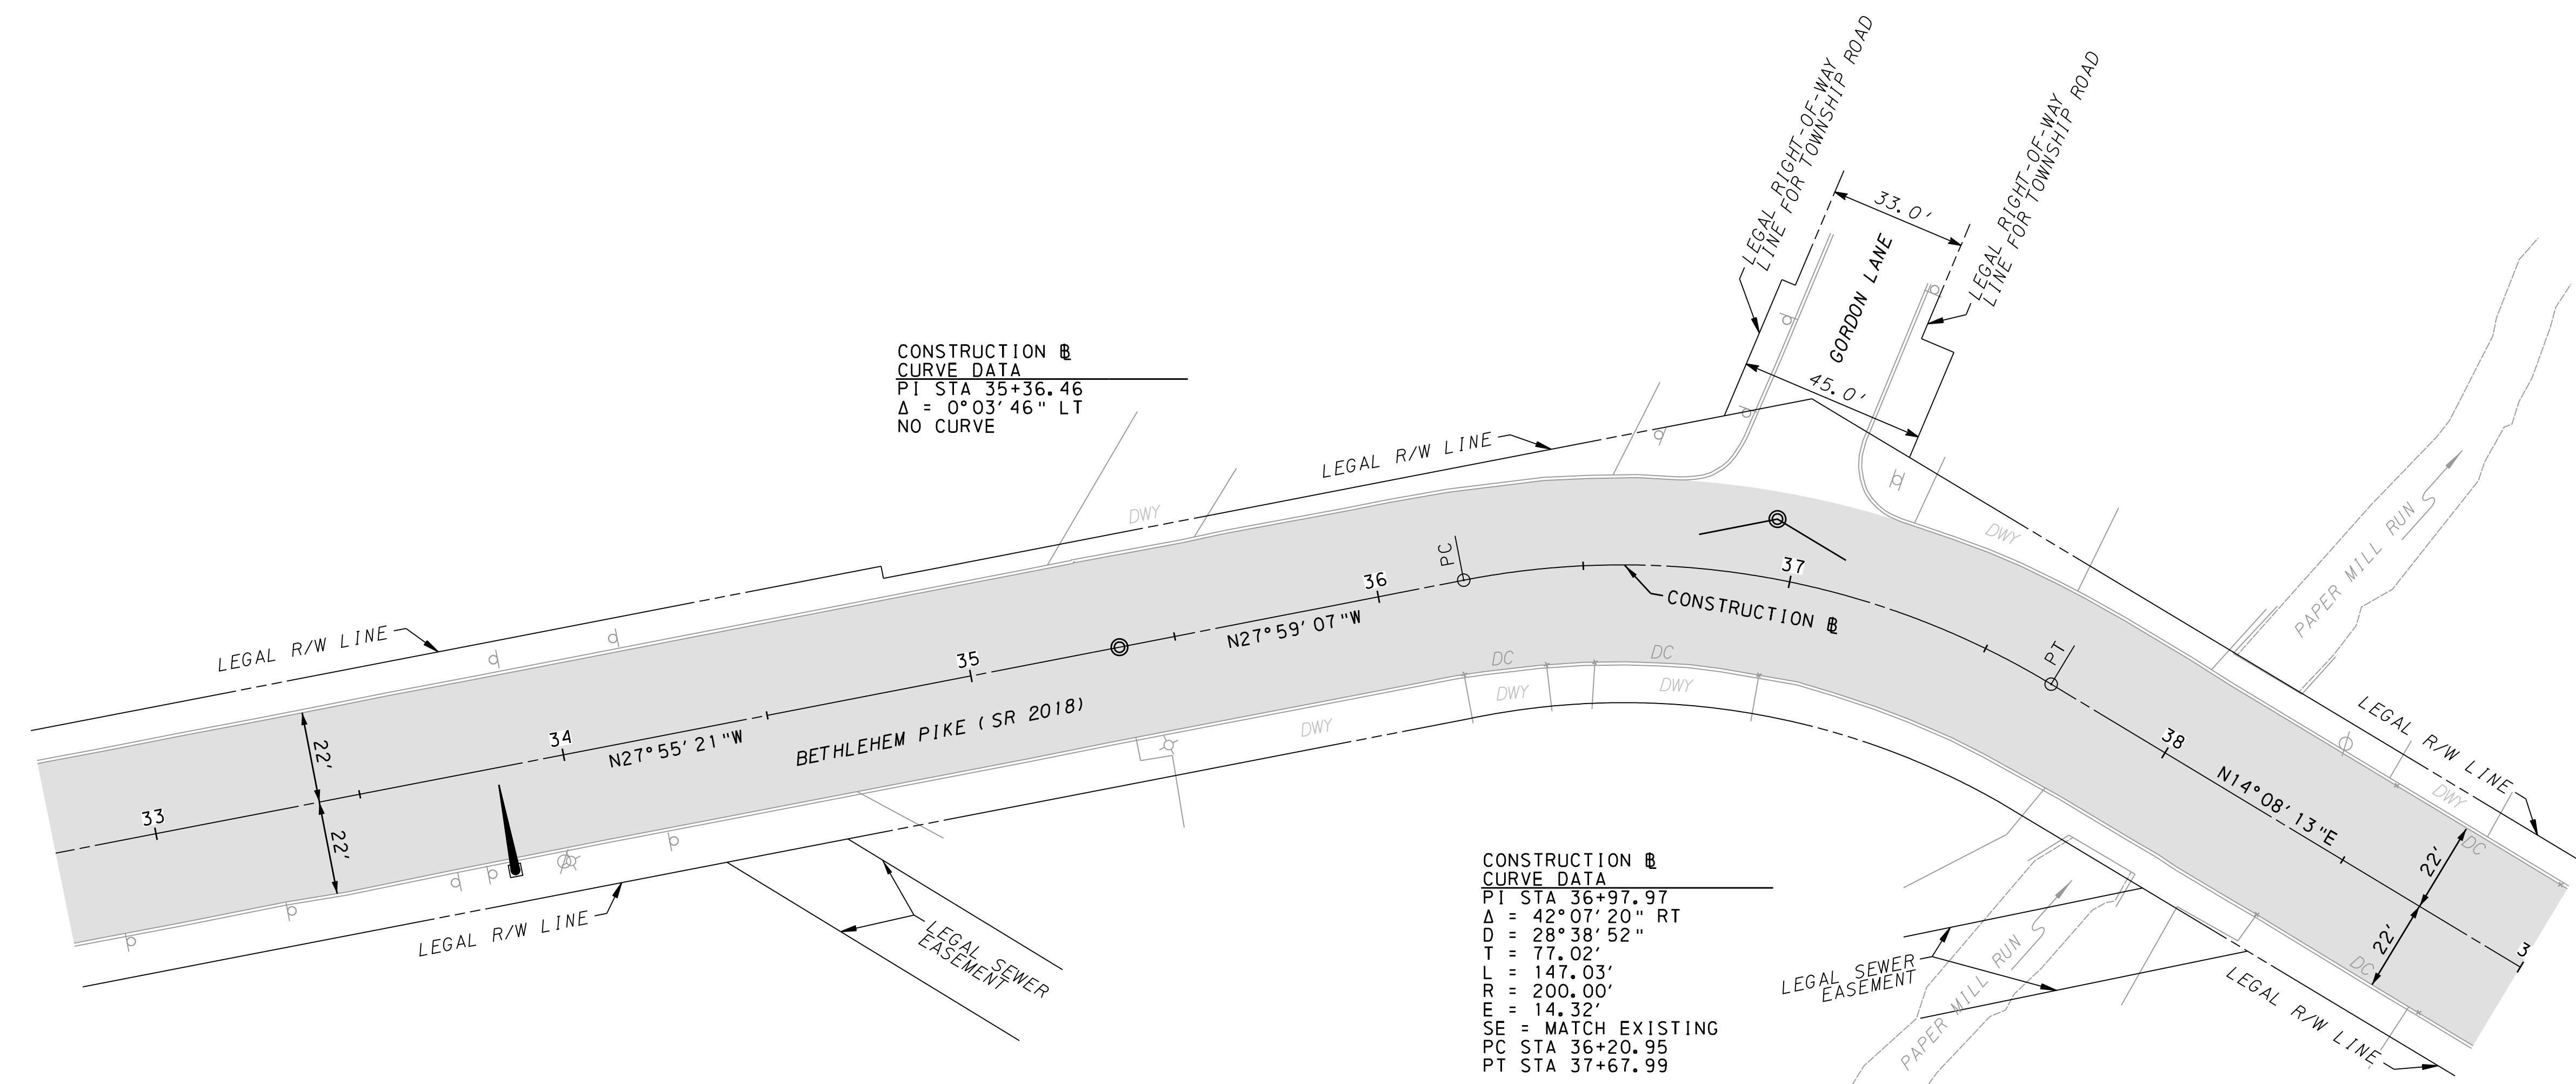 LEGAL RIGHT-OF-WAY
LINE FOR TOWNSHIP ROAD
LEGAL RIGHT-OF-WAY
LINE FOR TOWNSHIP ROAD
33.0'
GORDON LANE
45.0'
CONSTRUCTION ℄
CURVE DATA
PI STA 35+36.46
Δ = 0°03'46" LT
NO CURVE
LEGAL R/W LINE
DWY
DWY
LEGAL R/W LINE
PAPER MILL RUN
PC
37
36
CONSTRUCTION ℄
N27°59'07"W
35
PT
DC
DC
DWY
DWY
DWY
BETHLEHEM PIKE (SR 2018)
34
N27°55'21"W
22'
22'
33
38
N14°08'13"E
LEGAL R/W LINE
DWY
DC
22'
22'
DC
3
LEGAL R/W LINE
LEGAL SEWER
EASEMENT
CONSTRUCTION ℄
CURVE DATA
PI STA 36+97.97
Δ = 42°07'20" RT
D = 28°38'52"
T = 77.02'
L = 147.03'
R = 200.00'
E = 14.32'
SE = MATCH EXISTING
PC STA 36+20.95
PT STA 37+67.99
LEGAL SEWER
EASEMENT
PAPER MILL RUN
LEGAL R/W LINE